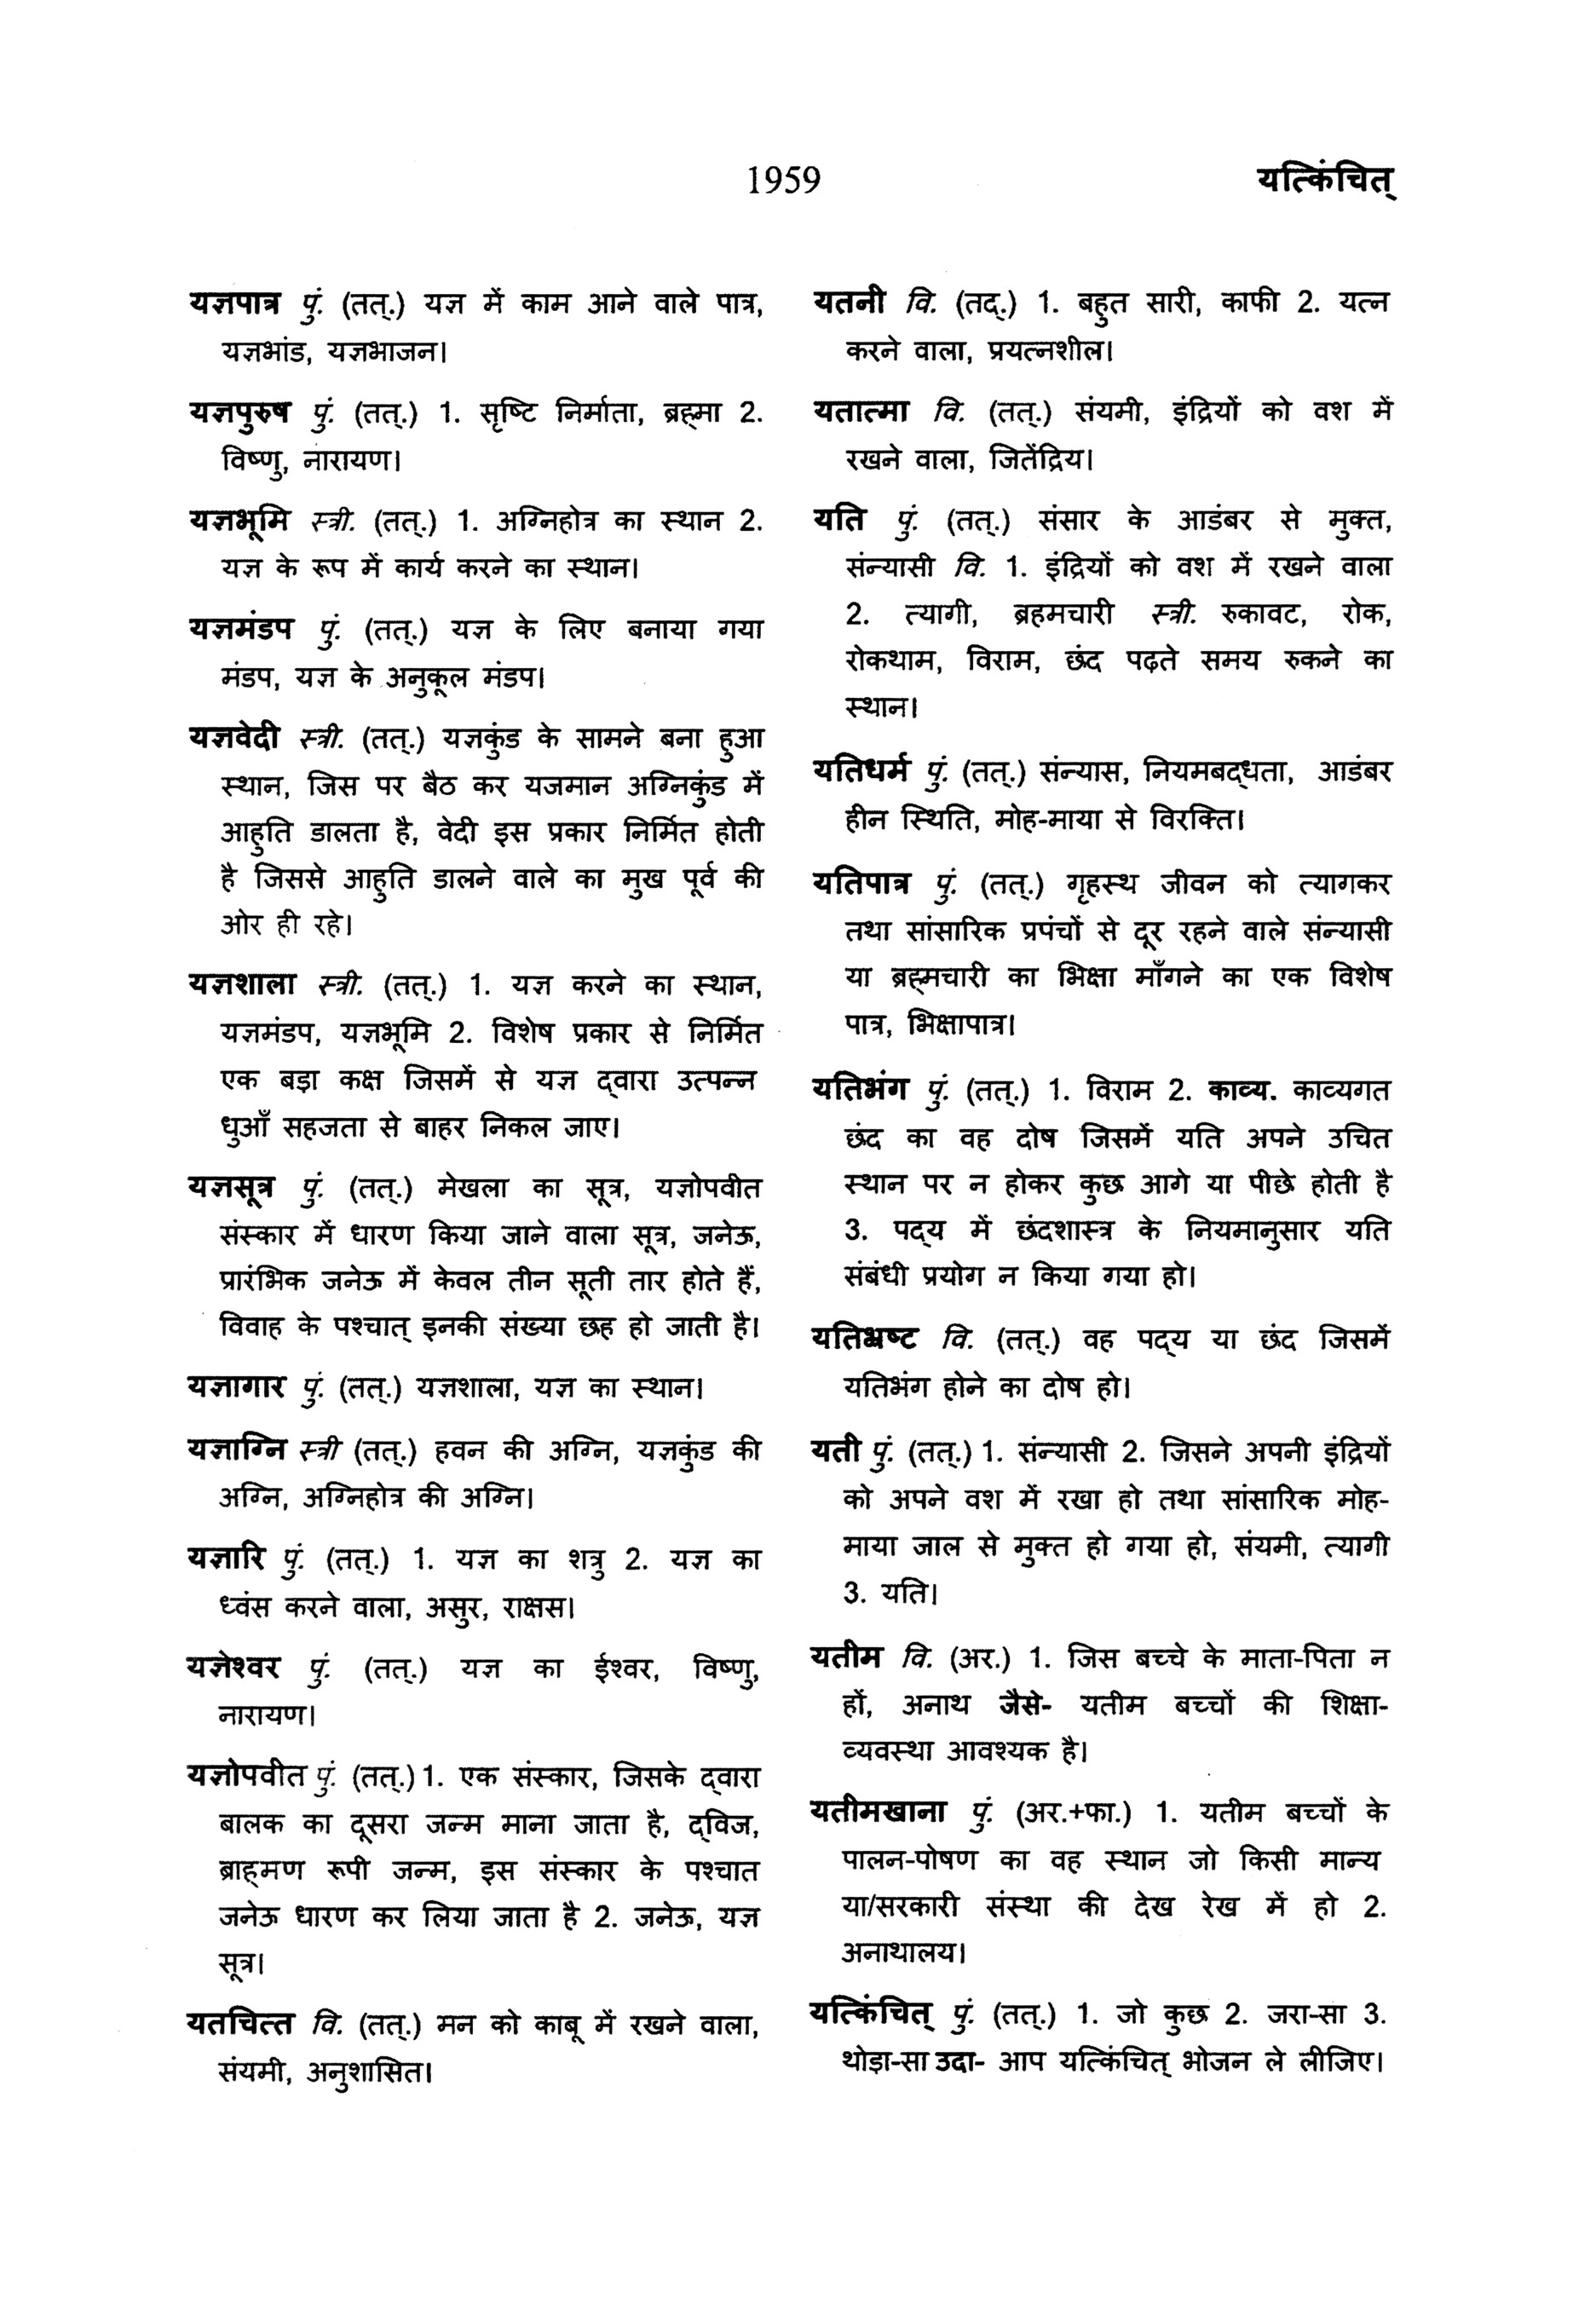 1959
यत्किंचित्
यज्ञपात्र पुं. (तत्.) यज्ञ में काम आने वाले पात्र,
यज्ञभांड, यज्ञभाजन।
यज्ञपुरुष पुं. (तत्.) 1. सृष्टि निर्माता, ब्रह्मा 2.
विष्णु, नारायण।
यज्ञभूमि स्त्री. (तत्.) 1. अग्निहोत्र का स्थान 2.
यज्ञ के रूप में कार्य करने का स्थान।
यज्ञमंडप पुं. (तत्.) यज्ञ के लिए बनाया गया
मंडप, यज्ञ के अनुकूल मंडप।
यज्ञवेदी स्त्री. (तत्.) यज्ञकुंड के सामने बना हुआ
स्थान, जिस पर बैठ कर यजमान अग्निकुंड में
आहुति डालता है, वेदी इस प्रकार निर्मित होती
है जिससे आहुति डालने वाले का मुख पूर्व की
ओर ही रहे।
यज्ञशाला स्त्री. (तत्.) 1. यज्ञ करने का स्थान,
यज्ञमंडप, यज्ञभूमि 2. विशेष प्रकार से निर्मित
एक बड़ा कक्ष जिसमें से यज्ञ द्वारा उत्पन्न
धुआँ सहजता से बाहर निकल जाए।
यज्ञसूत्र पुं. (तत्.) मेखला का सूत्र, यज्ञोपवीत
संस्कार में धारण किया जाने वाला सूत्र, जनेऊ,
प्रारंभिक जनेऊ में केवल तीन सूती तार होते हैं,
विवाह के पश्चात् इनकी संख्या छह हो जाती है।
यज्ञागार पुं. (तत्.) यज्ञशाला, यज्ञ का स्थान।
यज्ञाग्नि स्त्री (तत्.) हवन की अग्नि, यज्ञकुंड की
अग्नि, अग्निहोत्र की अग्नि।
यज्ञारि पुं. (तत्.) 1. यज्ञ का शत्रु 2. यज्ञ का
ध्वंस करने वाला, असुर, राक्षस।
यज्ञेश्वर पुं. (तत्.) यज्ञ का ईश्वर, विष्णु,
नारायण।
यज्ञोपवीत पुं. (तत्.) 1. एक संस्कार, जिसके द्वारा
बालक का दूसरा जन्म माना जाता है, द्विज,
ब्राह्मण रूपी जन्म, इस संस्कार के पश्चात
जनेऊ धारण कर लिया जाता है 2. जनेऊ, यज्ञ
सूत्र।
यतचित्त वि. (तत्.) मन को काबू में रखने वाला,
संयमी, अनुशासित।
यतनी वि. (तद्.) 1. बहुत सारी, काफी 2. यत्न
करने वाला, प्रयत्नशील।
यतात्मा वि. (तत्.) संयमी, इंद्रियों को वश में
रखने वाला, जितेंद्रिय।
यति पुं. (तत्.) संसार के आडंबर से मुक्त,
संन्यासी वि. 1. इंद्रियों को वश में रखने वाला
2. त्यागी, ब्रहमचारी स्त्री. रुकावट, रोक,
रोकथाम, विराम, छंद पढ़ते समय रुकने का
स्थान।
यतिधर्म पुं. (तत्.) संन्यास, नियमबद्धता, आडंबर
हीन स्थिति, मोह-माया से विरक्ति।
यतिपात्र पुं. (तत्.) गृहस्थ जीवन को त्यागकर
तथा सांसारिक प्रपंचों से दूर रहने वाले संन्यासी
या ब्रह्मचारी का भिक्षा माँगने का एक विशेष
पात्र, भिक्षापात्र।
यतिभंग पुं. (तत्.) 1. विराम 2. काव्य. काव्यगत
छंद का वह दोष जिसमें यति अपने उचित
स्थान पर न होकर कुछ आगे या पीछे होती है
3. पद्य में छंदशास्त्र के नियमानुसार यति
संबंधी प्रयोग न किया गया हो।
यतिभ्रष्ट वि. (तत्.) वह पद्य या छंद जिसमें
यतिभंग होने का दोष हो।
यती पुं. (तत्.) 1. संन्यासी 2. जिसने अपनी इंद्रियों
को अपने वश में रखा हो तथा सांसारिक मोह-
माया जाल से मुक्त हो गया हो, संयमी, त्यागी
3. यति।
यतीम वि. (अर.) 1. जिस बच्चे के माता-पिता न
हों, अनाथ जैसे- यतीम बच्चों की शिक्षा-
व्यवस्था आवश्यक है।
यतीमखाना पुं. (अर.+फा.) 1. यतीम बच्चों के
पालन-पोषण का वह स्थान जो किसी मान्य
या/सरकारी संस्था की देख रेख में हो 2.
अनाथालय।
यत्किंचित् पुं. (तत्.) 1. जो कुछ 2. जरा-सा 3.
थोड़ा-सा उदा- आप यत्किंचित् भोजन ले लीजिए।